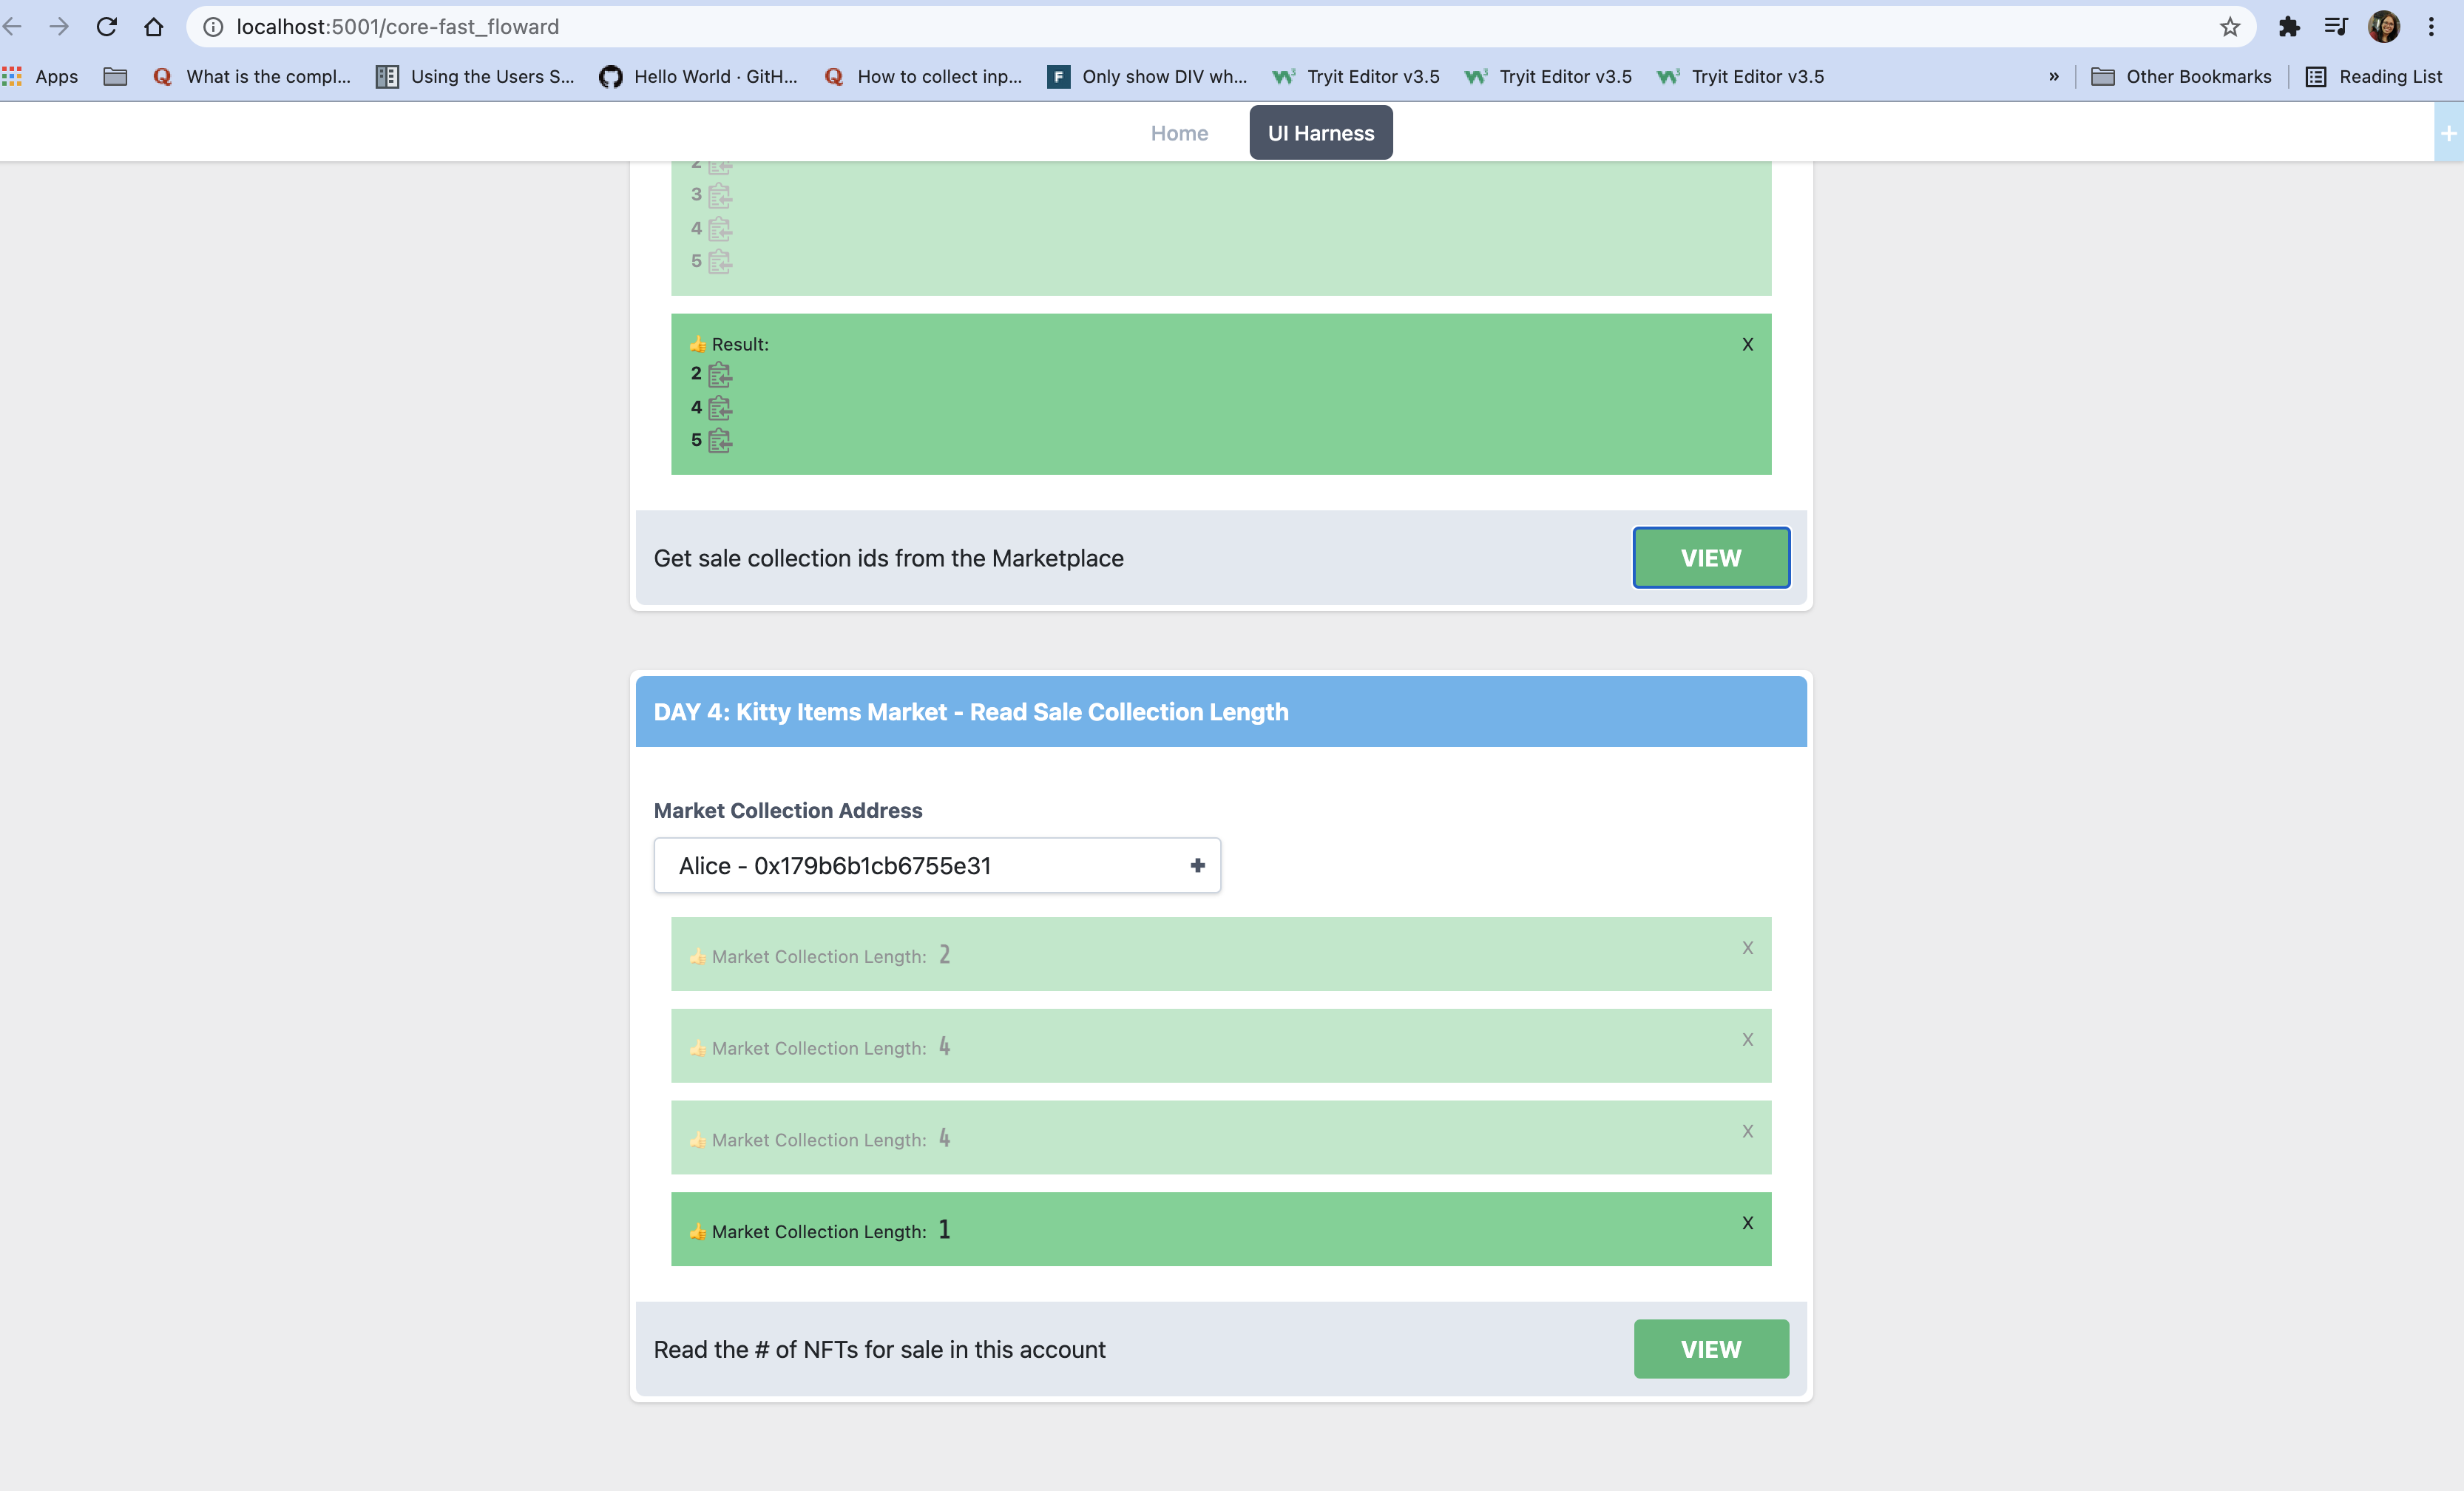 localhost:5001/core-fast_floward
Apps What is the compl... Using the Users S... Hello World · GitH... How to collect inp... F Only show DIV wh... Tryit Editor v3.5 Tryit Editor v3.5 Tryit Editor v3.5 » Other Bookmarks Reading List
Home UI Harness +
2
3
4
5
👍 Result: X
2
4
5
Get sale collection ids from the Marketplace VIEW
DAY 4: Kitty Items Market - Read Sale Collection Length
Market Collection Address
Alice - 0x179b6b1cb6755e31
👍 Market Collection Length: 2 X
👍 Market Collection Length: 4 X
👍 Market Collection Length: 4 X
👍 Market Collection Length: 1 X
Read the # of NFTs for sale in this account VIEW